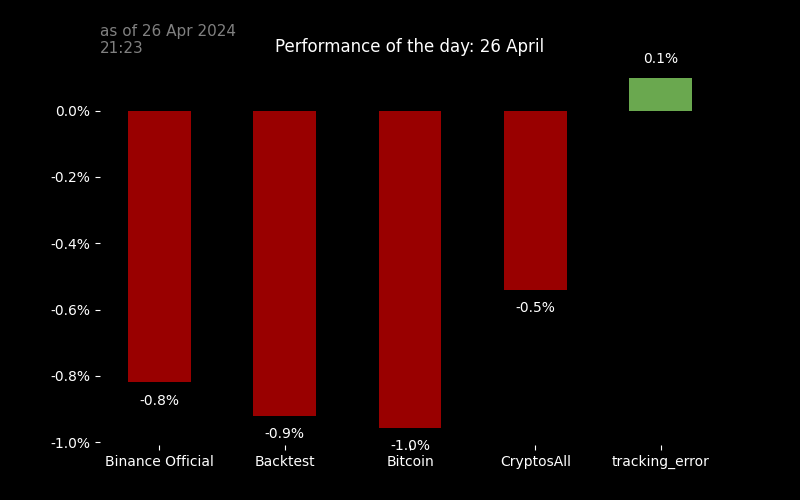 as of 26 Apr 2024
21:23
Performance of the day: 26 April
0.1%
0.0%
-0.2%
-0.4%
-0.6%
-0.5%
-0.8%
-0.8%
-0.9%
-1.0%
-1.0%
Binance Official
Backtest
Bitcoin
CryptosAll
tracking_error